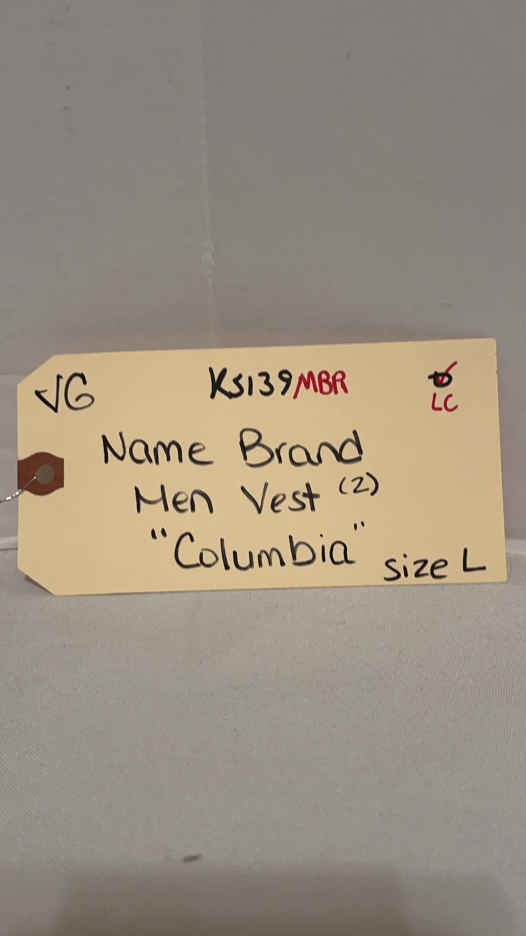 VG KS139MBR
LC
Name Brand
Men Vest (2)
"Columbia" size L